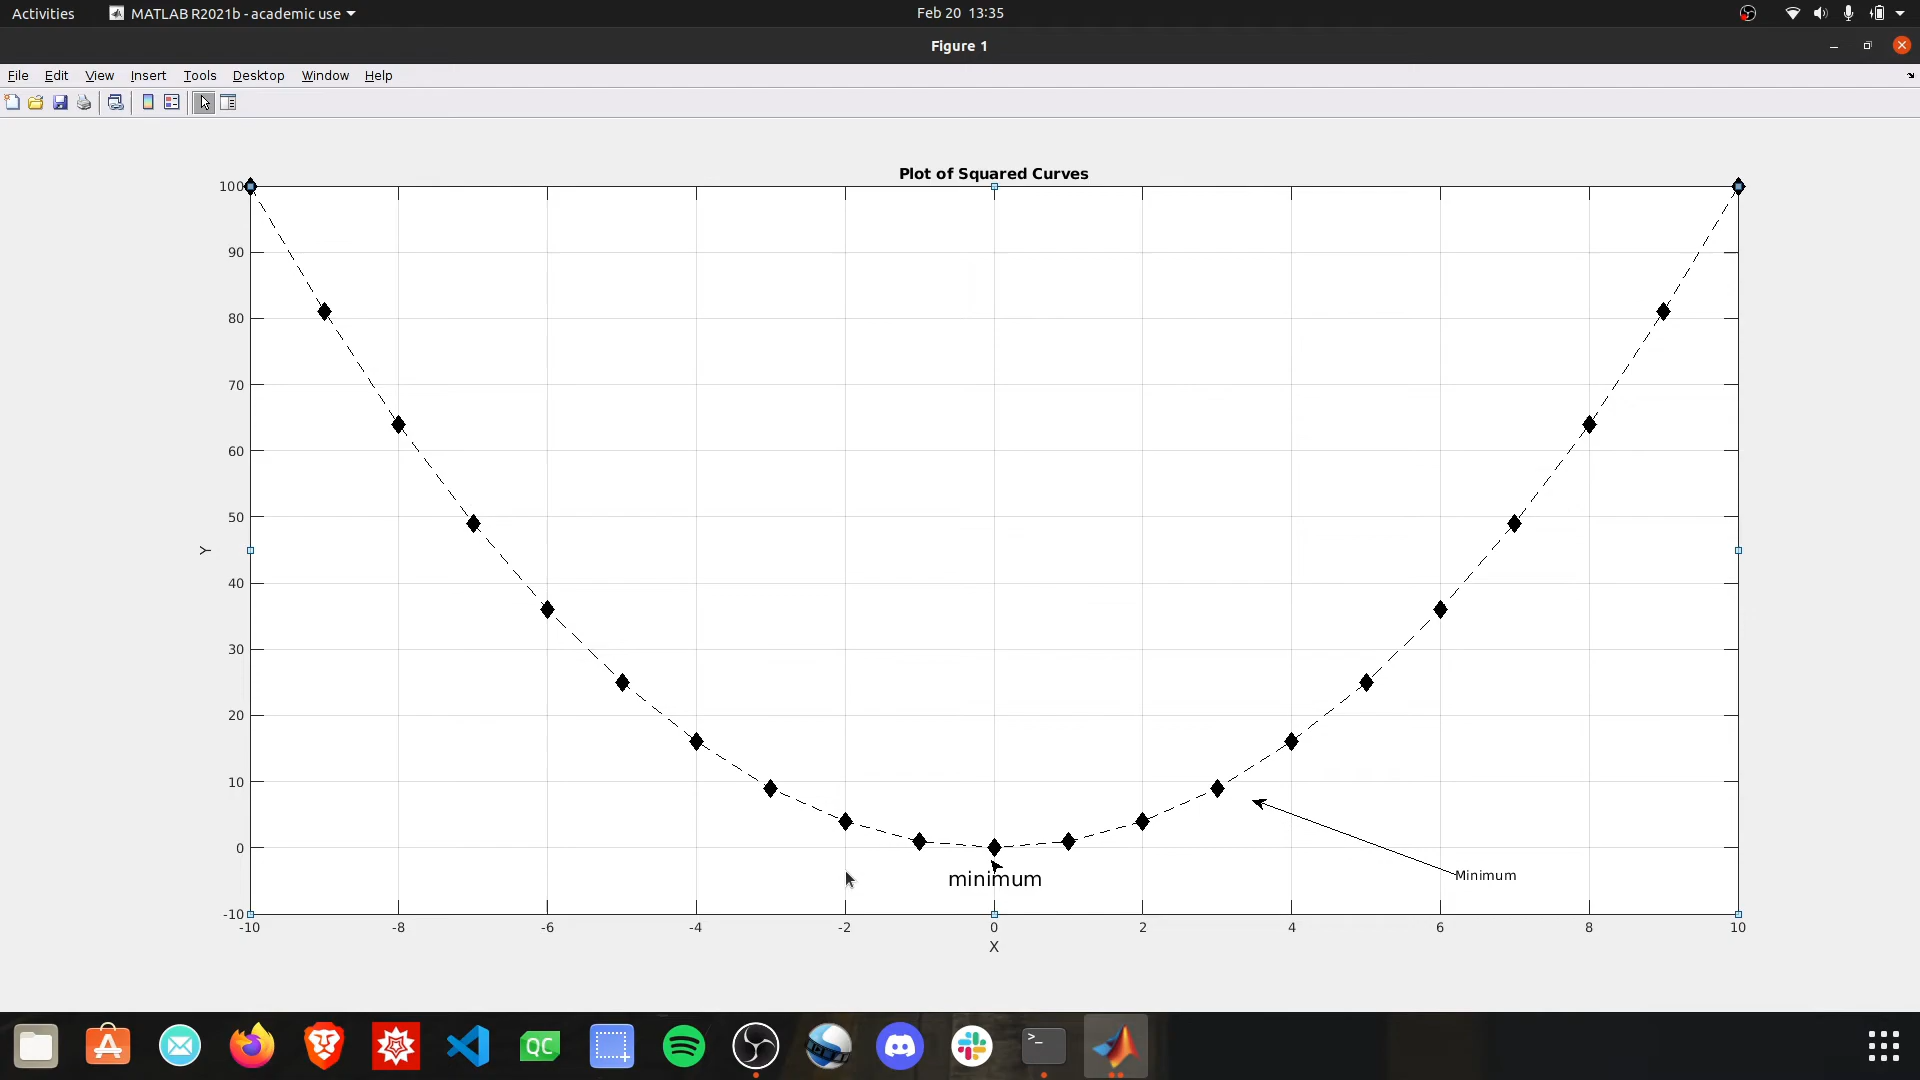 Activities MATLAB R2021b - academic use Feb 20 13:35
Figure 1
File Edit View Insert Tools Desktop Window Help
Plot of Squared Curves
100
90
80
70
60
50
Y
40
30
20
10
0
minimum
Minimum
-10
-10 -8 -6 -4 -2 0 2 4 6 8 10
X
QC
>_